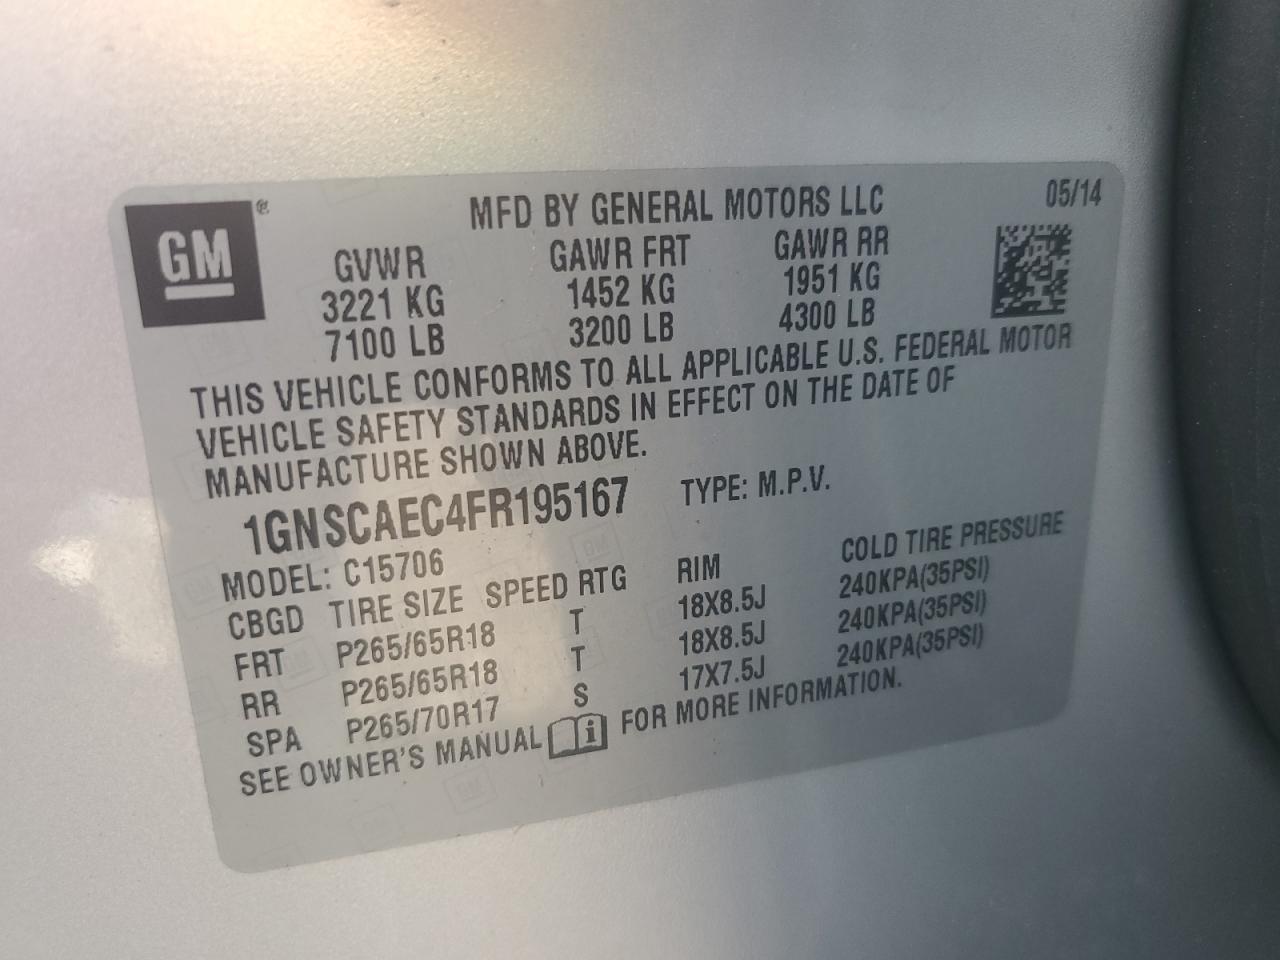 GM ®
MFD BY GENERAL MOTORS LLC 05/14
GVWR GAWR FRT GAWR RR
3221 KG 1452 KG 1951 KG
7100 LB 3200 LB 4300 LB
THIS VEHICLE CONFORMS TO ALL APPLICABLE U.S. FEDERAL MOTOR
VEHICLE SAFETY STANDARDS IN EFFECT ON THE DATE OF
MANUFACTURE SHOWN ABOVE.
1GNSCAEC4FR195167 TYPE: M.P.V.
MODEL: C15706
CBGD TIRE SIZE SPEED RTG RIM COLD TIRE PRESSURE
FRT P265/65R18 T 18X8.5J 240KPA(35PSI)
RR P265/65R18 T 18X8.5J 240KPA(35PSI)
SPA P265/70R17 S 17X7.5J 240KPA(35PSI)
SEE OWNER'S MANUAL i FOR MORE INFORMATION.